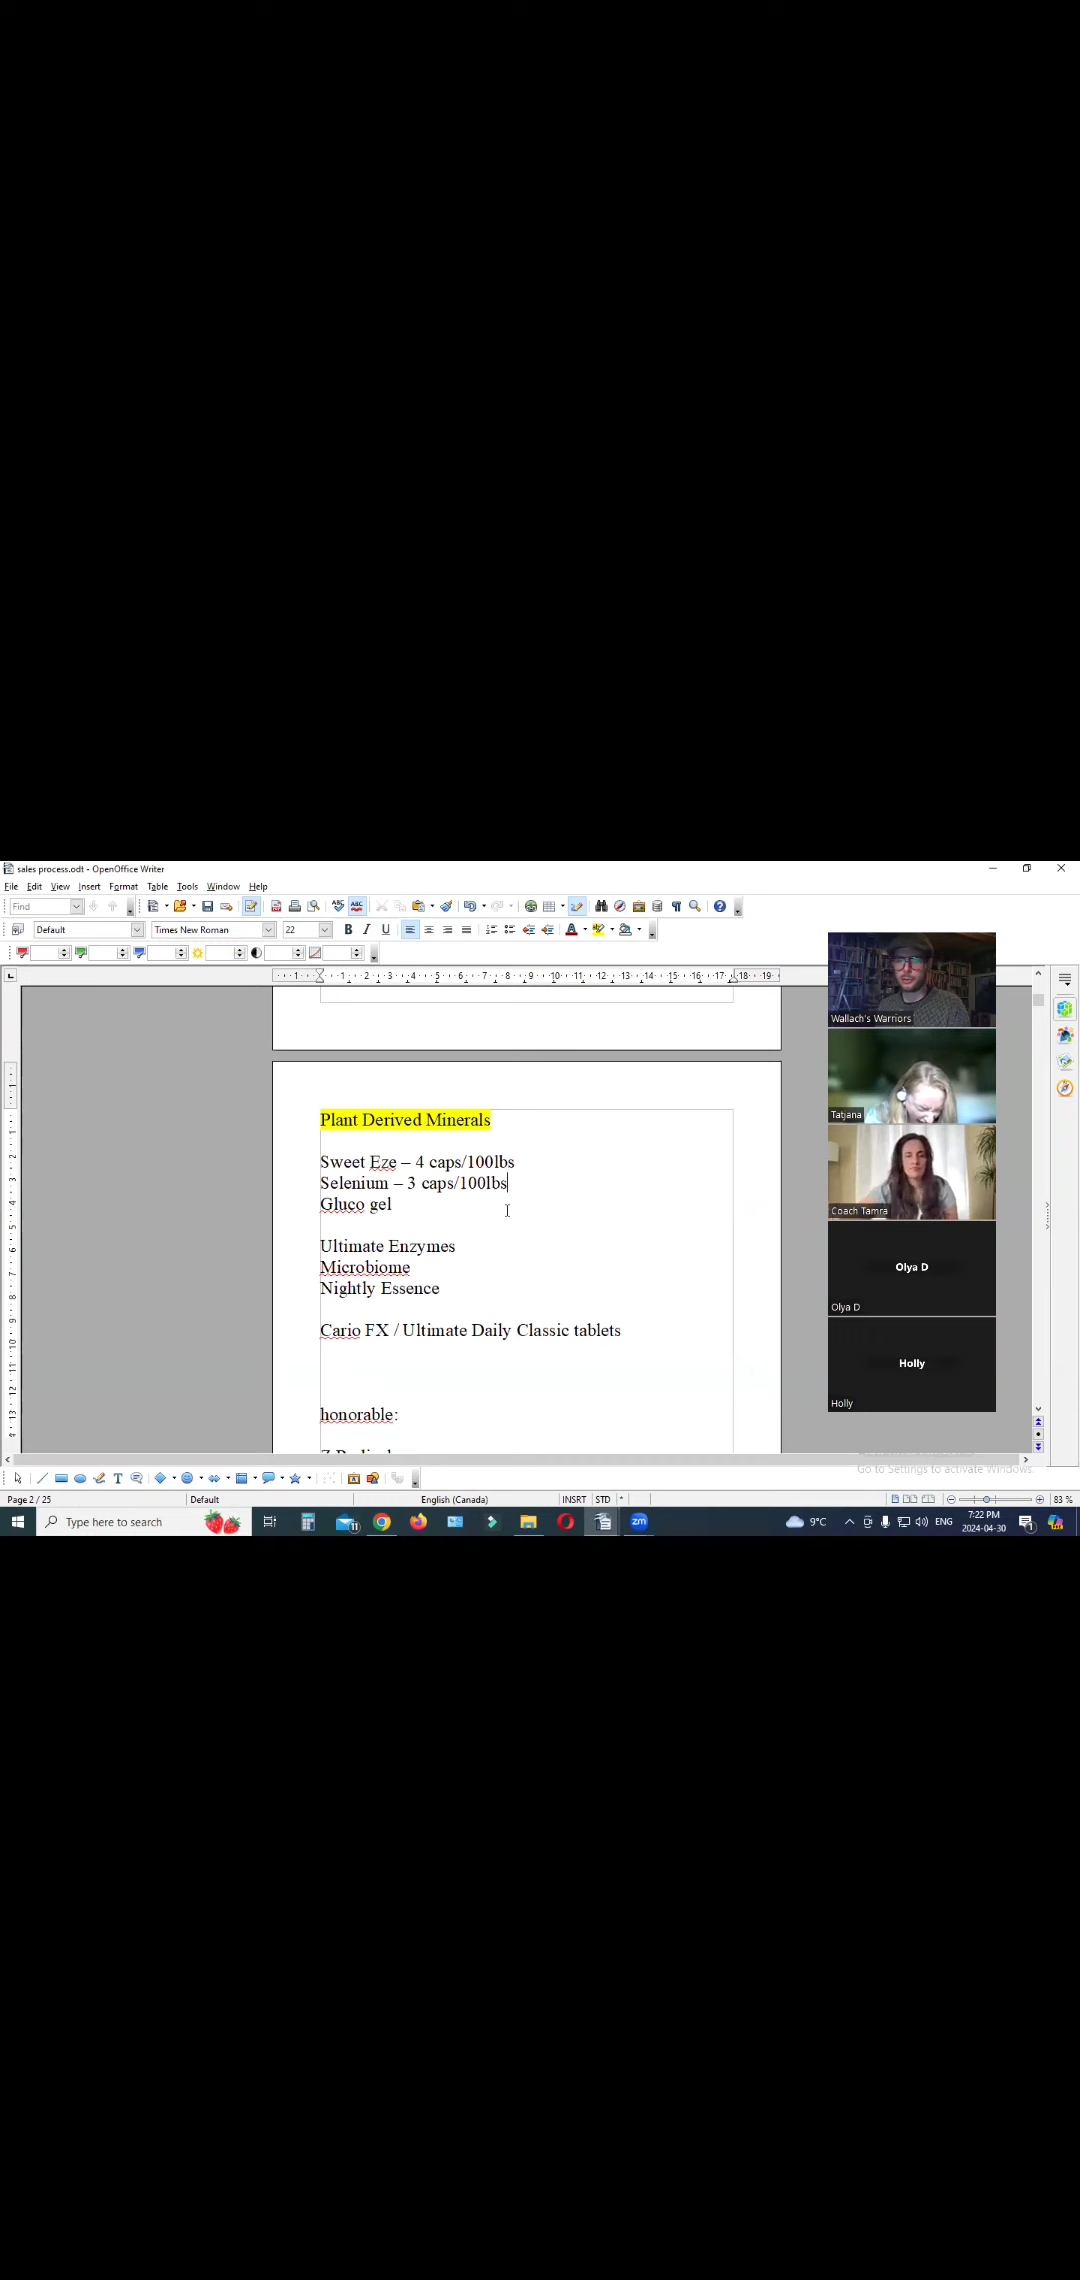 sales process.odt - OpenOffice Writer
File Edit View Insert Format Table Tools Window Help
Find
Default Times New Roman 22
Wallach's Warriors
Plant Derived Minerals
Tatjana
Sweet Eze – 4 caps/100lbs
Selenium – 3 caps/100lbs
Gluco gel
Coach Tamra
Ultimate Enzymes
Microbiome
Nightly Essence
Olya D
Olya D
Cario FX / Ultimate Daily Classic tablets
Holly
Holly
honorable:
Go to Settings to activate Windows.
Page 2 / 25 Default English (Canada) INSRT STD * 83 %
Type here to search
11
zm
9°C ENG 7:22 PM
2024-04-30
1